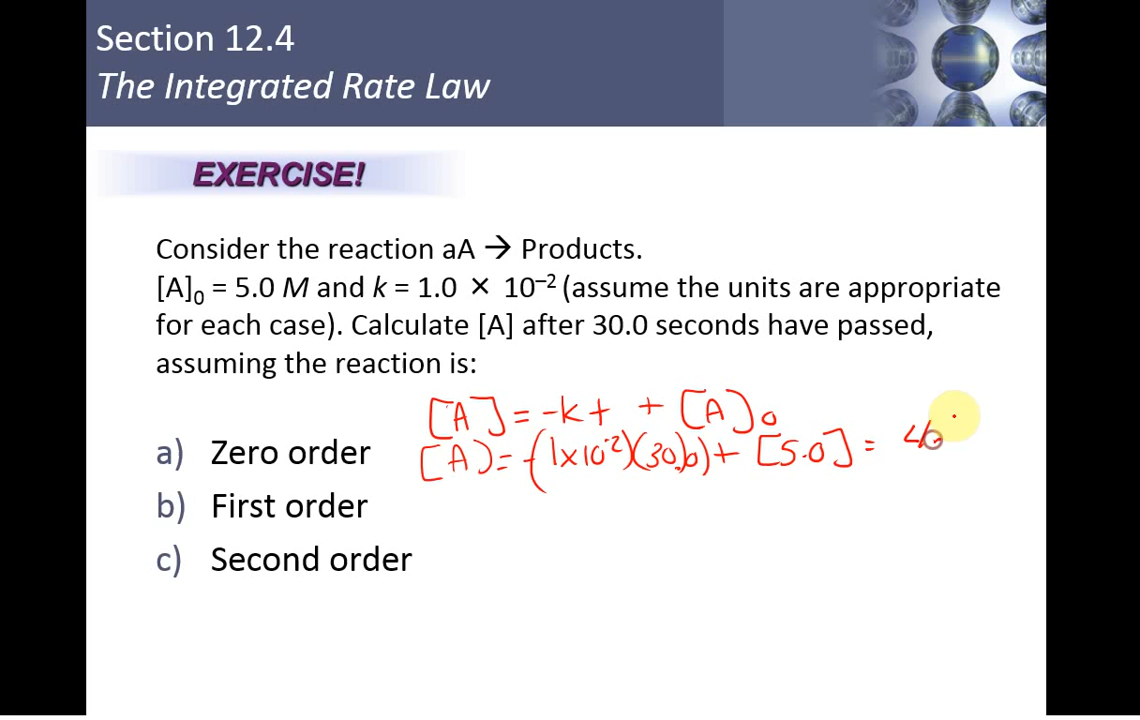 Section 12.4
The Integrated Rate Law
EXERCISE!
Consider the reaction aA → Products.
[A]₀ = 5.0 M and k = 1.0 × 10⁻² (assume the units are appropriate
for each case). Calculate [A] after 30.0 seconds have passed,
assuming the reaction is:
[A] = -kt + [A]₀
a) Zero order
[A] = -(1x10⁻²)(30.0) + [5.0] = 4
b) First order
c) Second order